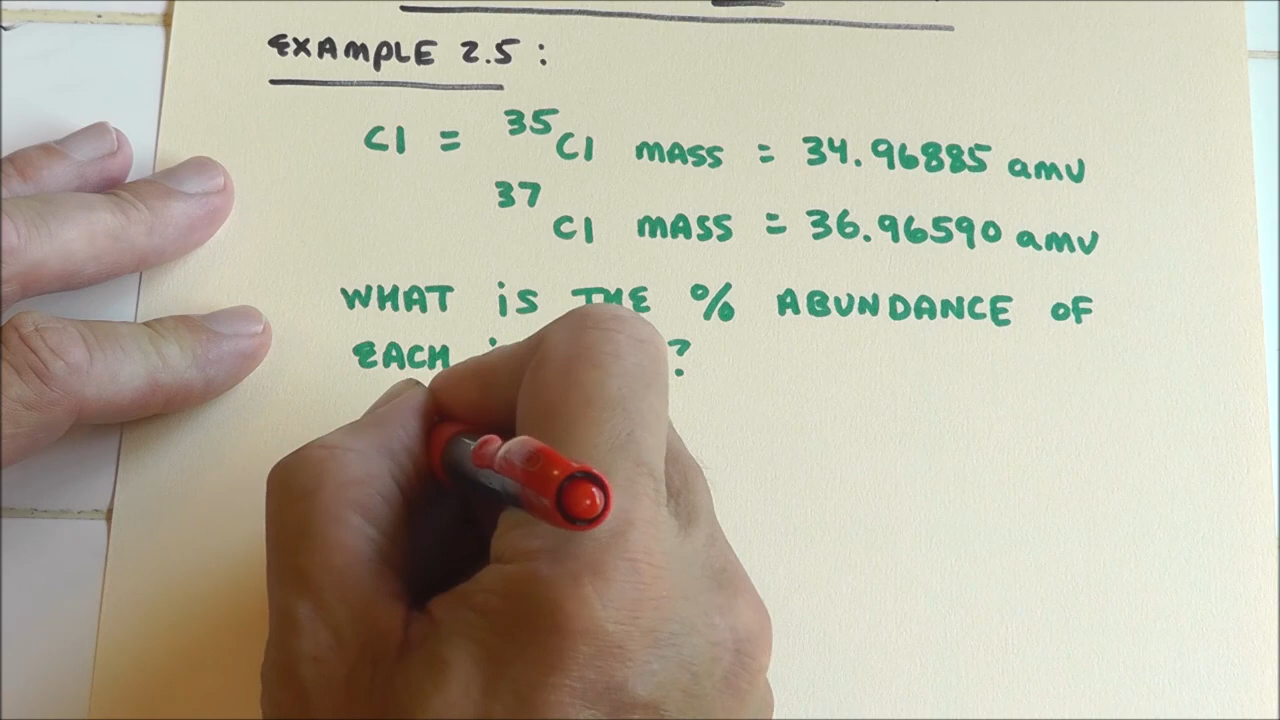 EXAMPLE 2.5 :
Cl = 35Cl MASS = 34.96885 amu
37Cl MASS = 36.96590 amu
WHAT is THE % ABUNDANCE OF
EACH ?